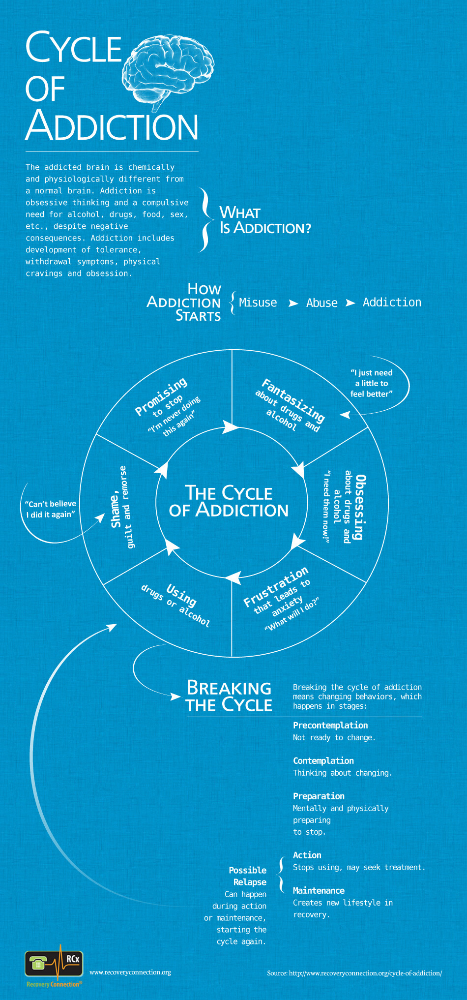 CYCLE
OF
ADDICTION
The addicted brain is chemically
and physiologically different from
a normal brain. Addiction is
obsessive thinking and a compulsive
need for alcohol, drugs, food, sex,
etc., despite negative
consequences. Addiction includes
development of tolerance,
withdrawal symptoms, physical
cravings and obsession.
WHAT
IS ADDICTION?
HOW
ADDICTION
STARTS
Misuse
Abuse
Addiction
Promising
to stop
“I'm never doing
this again”
Fantasizing
about drugs and
alcohol
“I just need
a little to
feel better”
Obsessing
about drugs and
alcohol
“I need them now!”
Frustration
that leads to
anxiety
“What will I do?”
Using
drugs or alcohol
Shame,
guilt and remorse
“Can’t believe
I did it again”
THE CYCLE
OF ADDICTION
BREAKING
THE CYCLE
Breaking the cycle of addiction
means changing behaviors, which
happens in stages:
Precontemplation
Not ready to change.
Contemplation
Thinking about changing.
Preparation
Mentally and physically
preparing
to stop.
Action
Stops using, may seek treatment.
Maintenance
Creates new lifestyle in
recovery.
Possible
Relapse
Can happen
during action
or maintenance,
starting the
cycle again.
RCx
Recovery Connection®
www.recoveryconnection.org
Source: http://www.recoveryconnection.org/cycle-of-addiction/